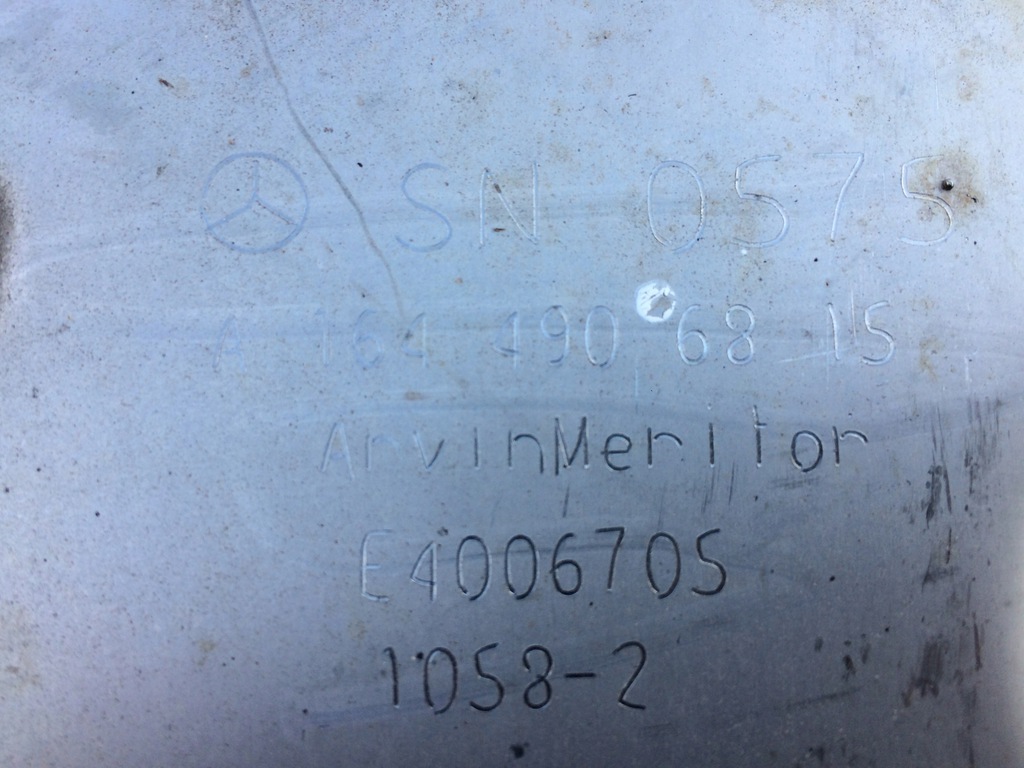 SN 0575
A 164 490 68 15
ArvinMeritor
E4006705
1058-2